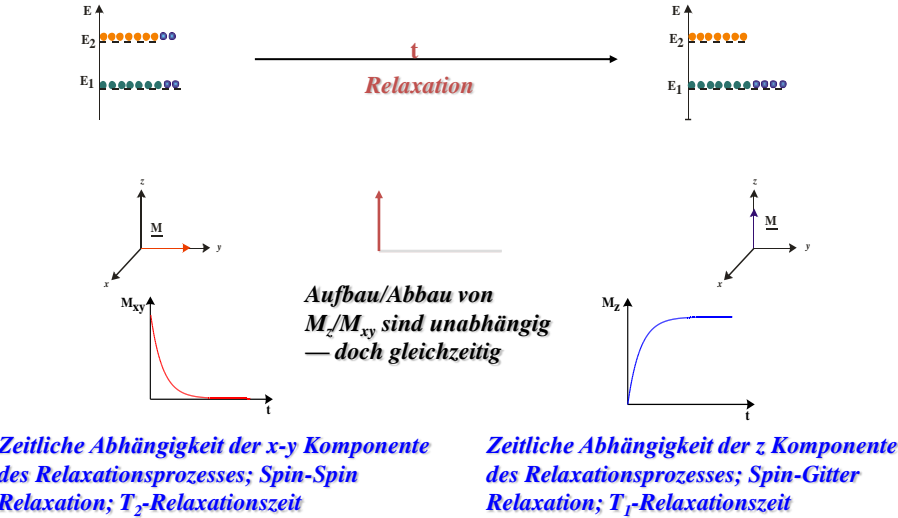 E
E2
E1
t
Relaxation
E
E2
E1
z
M
y
x
z
M
y
x
Mxy
t
Aufbau/Abbau von
Mz/Mxy sind unabhängig
— doch gleichzeitig
Mz
t
Zeitliche Abhängigkeit der x-y Komponente
des Relaxationsprozesses; Spin-Spin
Relaxation; T2-Relaxationszeit
Zeitliche Abhängigkeit der z Komponente
des Relaxationsprozesses; Spin-Gitter
Relaxation; T1-Relaxationszeit